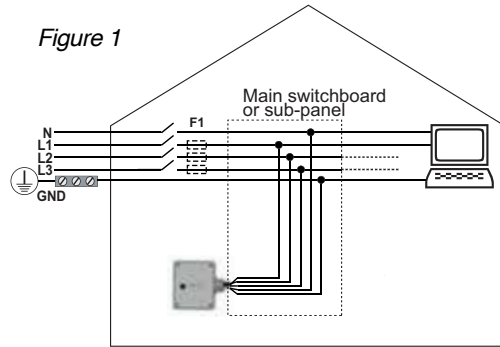 Figure 1
Main switchboard
or sub-panel
F1
N
L1
L2
L3
GND